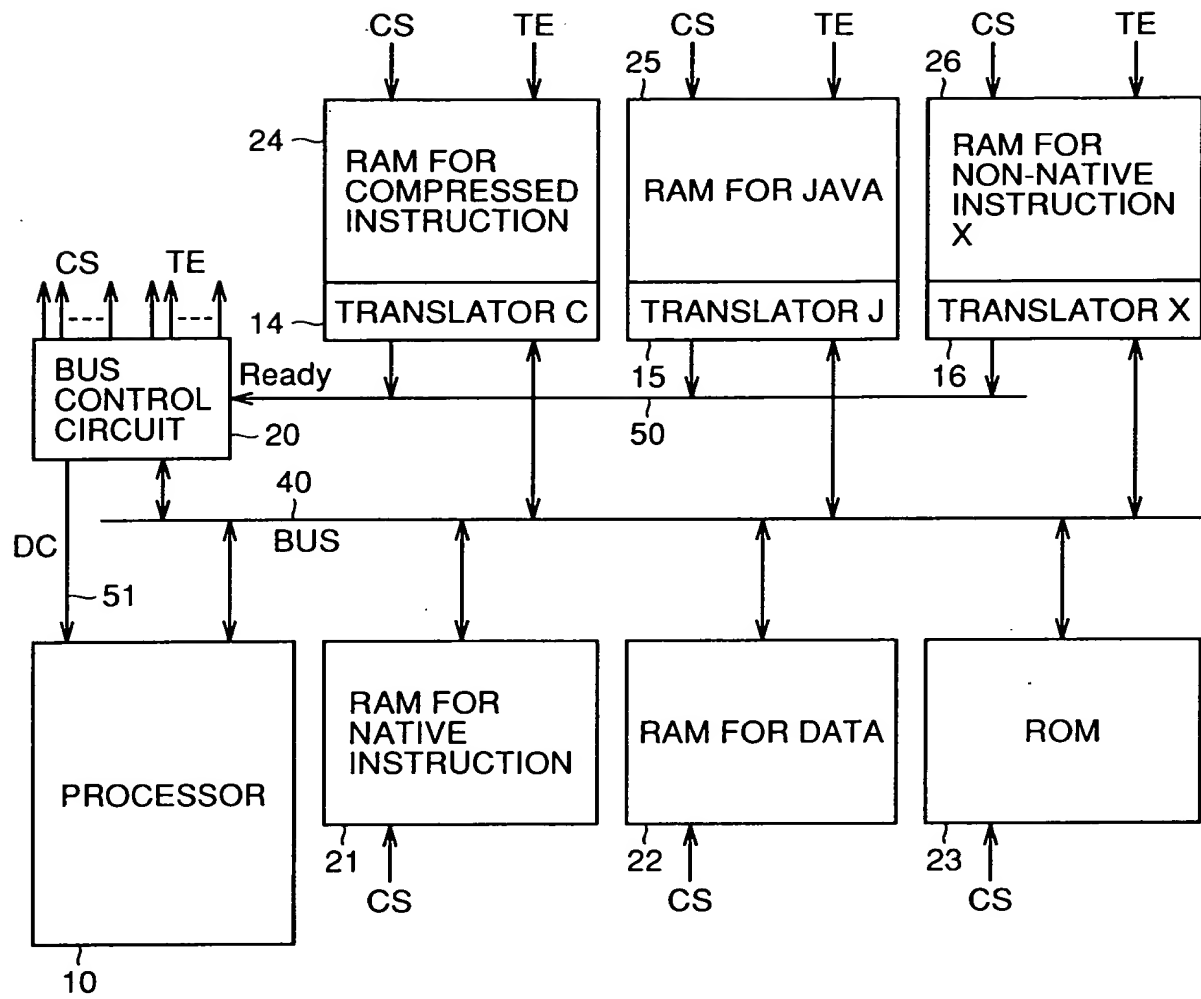 CS
TE
CS
TE
CS
TE
24
25
26
RAM FOR
COMPRESSED
INSTRUCTION
RAM FOR JAVA
RAM FOR
NON-NATIVE
INSTRUCTION
X
CS
TE
14
TRANSLATOR C
TRANSLATOR J
TRANSLATOR X
BUS
CONTROL
CIRCUIT
Ready
15
16
20
50
40
BUS
DC
51
PROCESSOR
RAM FOR
NATIVE
INSTRUCTION
RAM FOR DATA
ROM
21
22
23
CS
CS
CS
10